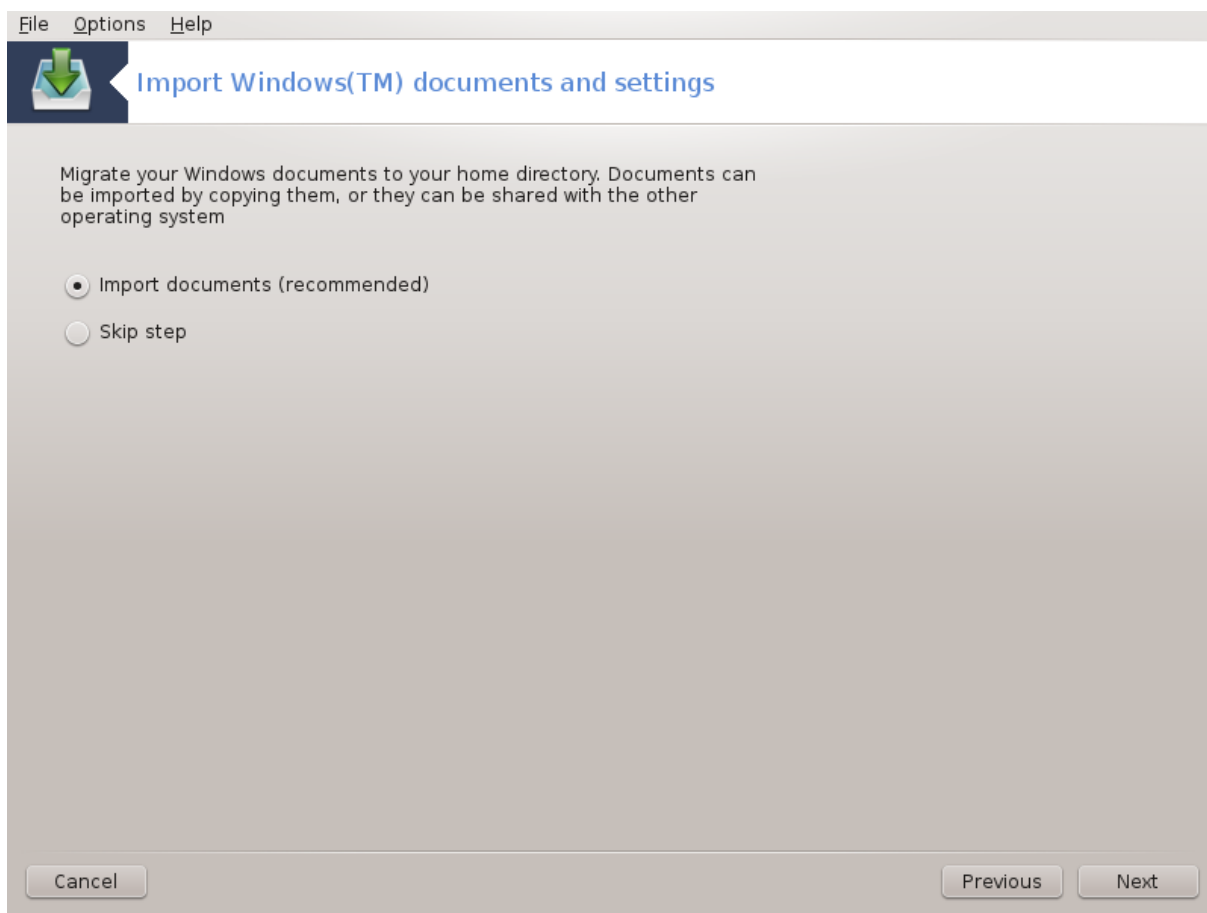 File Options Help
Import Windows(TM) documents and settings
Migrate your Windows documents to your home directory. Documents can
be imported by copying them, or they can be shared with the other
operating system
Import documents (recommended)
Skip step
Cancel Previous Next